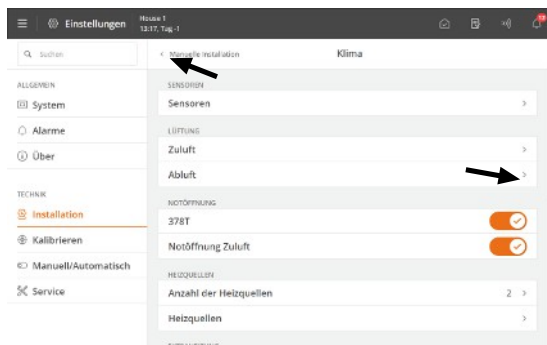 Einstellungen
House 1
13:17, Tag -1
Suchen
ALLGEMEIN
System
Alarme
Über
TECHNIK
Installation
Kalibrieren
Manuell/Automatisch
Service
Manuelle Installation
Klima
SENSOREN
Sensoren
LÜFTUNG
Zuluft
Abluft
NOTÖFFNUNG
378T
Notöffnung Zuluft
HEIZQUELLEN
Anzahl der Heizquellen 2
Heizquellen